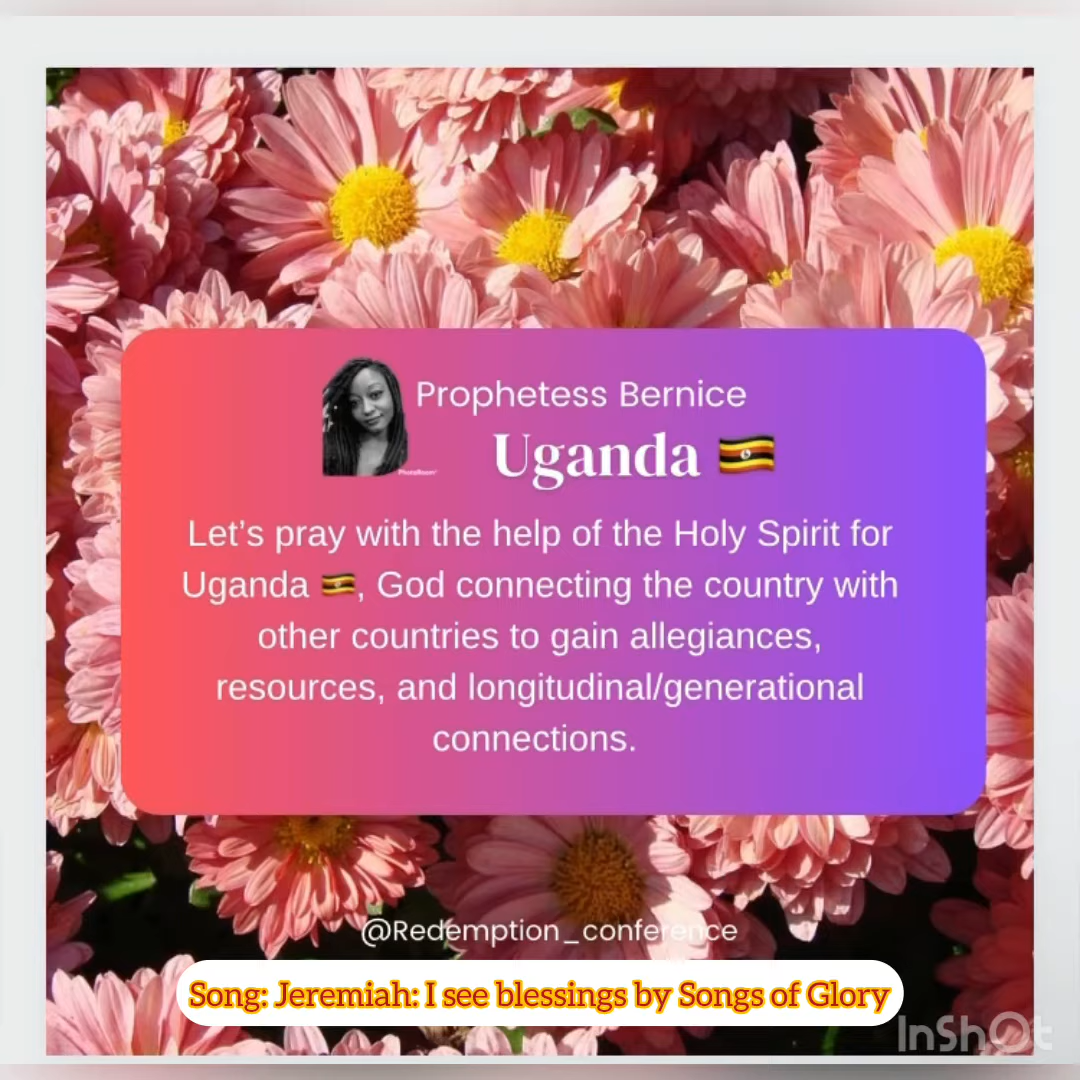 Prophetess Bernice
Uganda 🇺🇬
Let’s pray with the help of the Holy Spirit for
Uganda 🇺🇬, God connecting the country with
other countries to gain allegiances,
resources, and longitudinal/generational
connections.
@Redemption_conference
Song: Jeremiah: I see blessings by Songs of Glory
InShOt